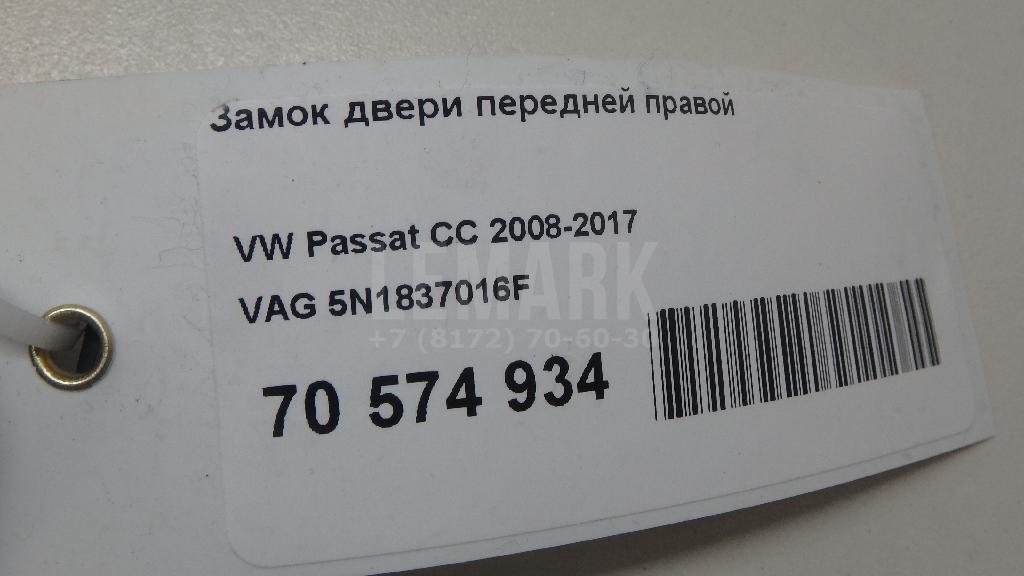 Замок двери передней правой
VW Passat CC 2008-2017
VAG 5N1837016F
LEMARK
+7 (8172) 70-60-30
70 574 934